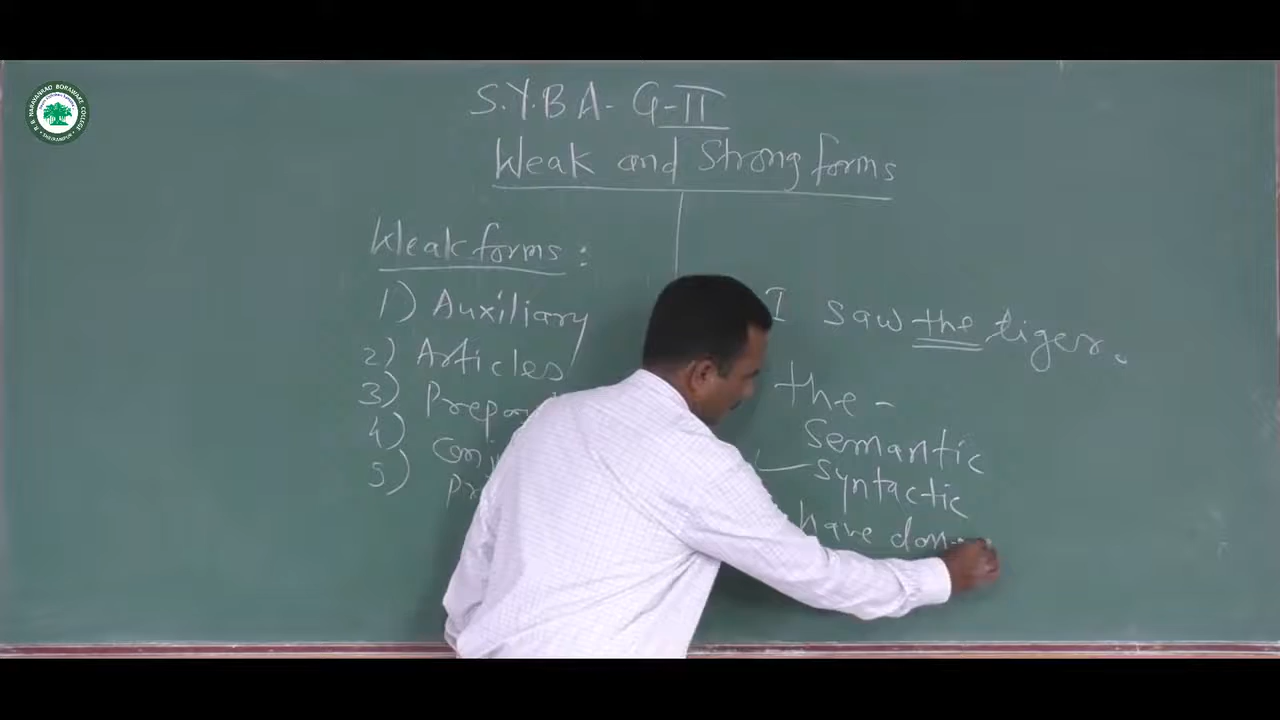 S.Y.B A - G-II
Weak and Strong forms
Weak forms :
1) Auxiliary
2) Articles
3)
4)
5)
I saw the tiger.
the -
Semantic
syntactic
have